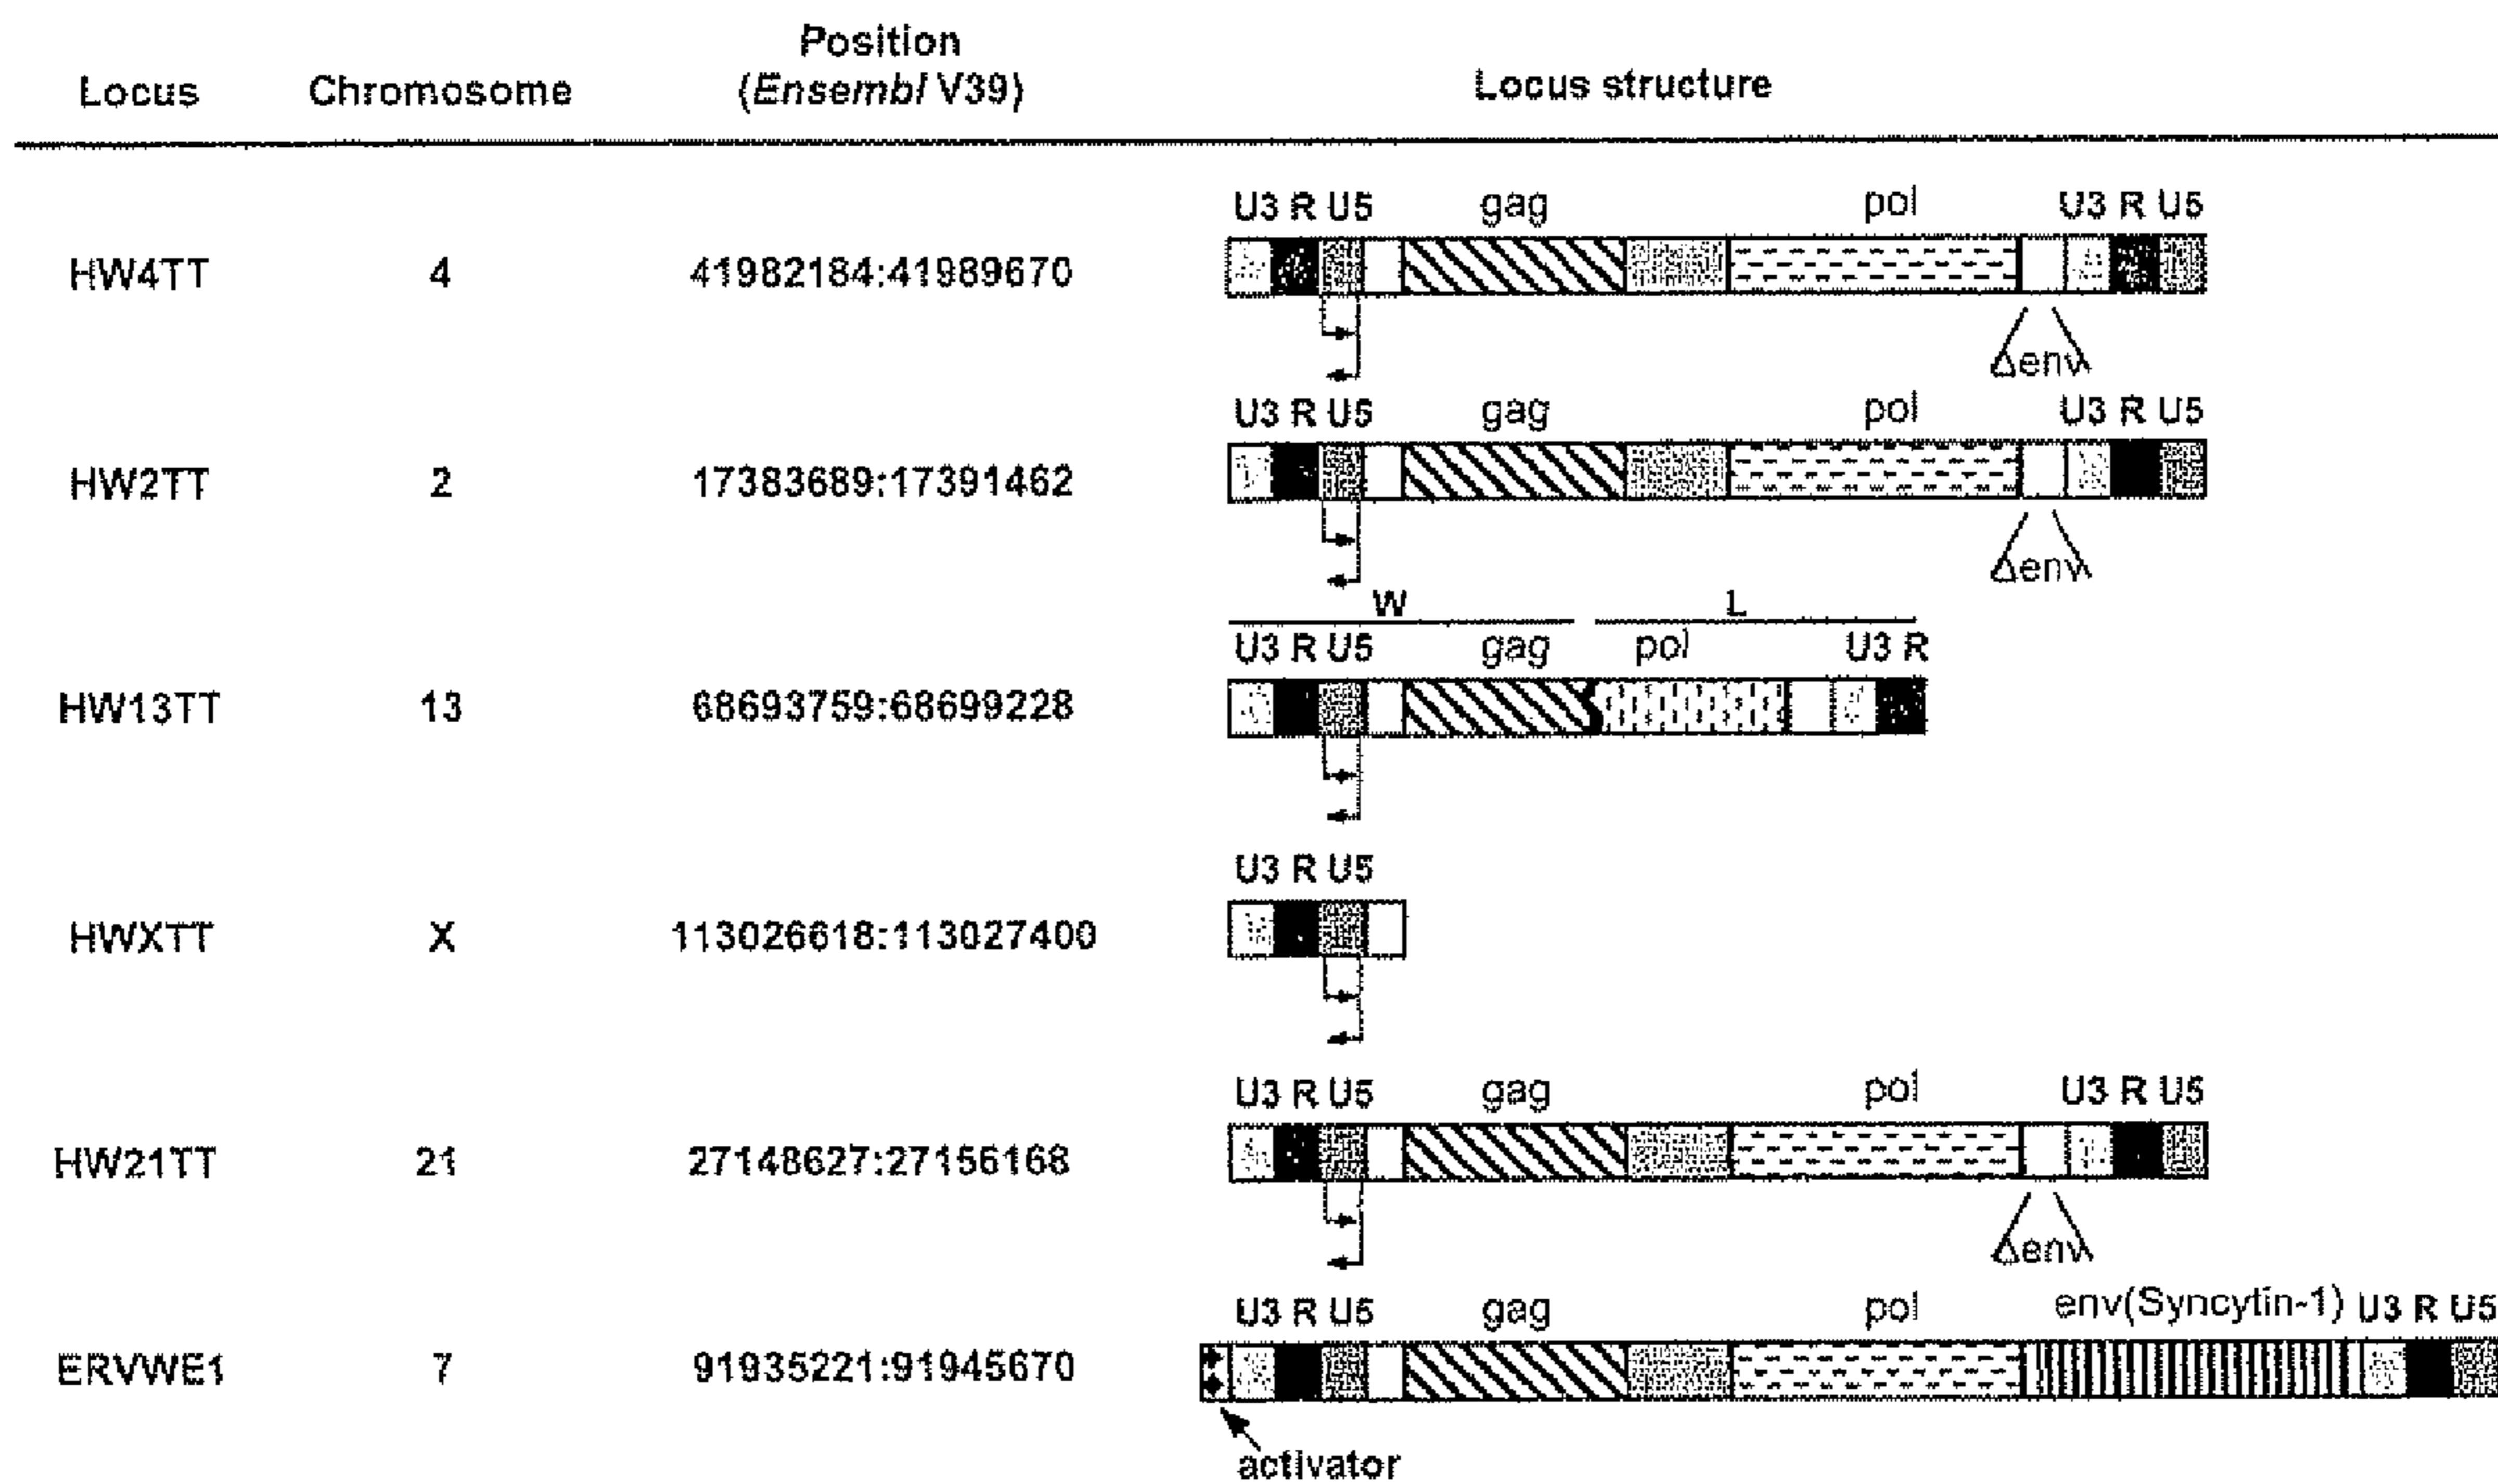 Position
Locus Chromosome (Ensembl V39) Locus structure
U3 R U5 gag pol U3 R U5
HW4TT 4 41982184:41989670
Δenv
U3 R U5 gag pol U3 R U5
HW2TT 2 17383689:17391462
Δenv
W L
U3 R U5 gag pol U3 R
HW13TT 13 68693759:68699228
U3 R U5
HWXTT X 113026618:113027400
U3 R U5 gag pol U3 R U5
HW21TT 21 27148627:27156168
Δenv
U3 R U5 gag pol env(Syncytin-1) U3 R U5
ERVWE1 7 91935221:91945670
activator